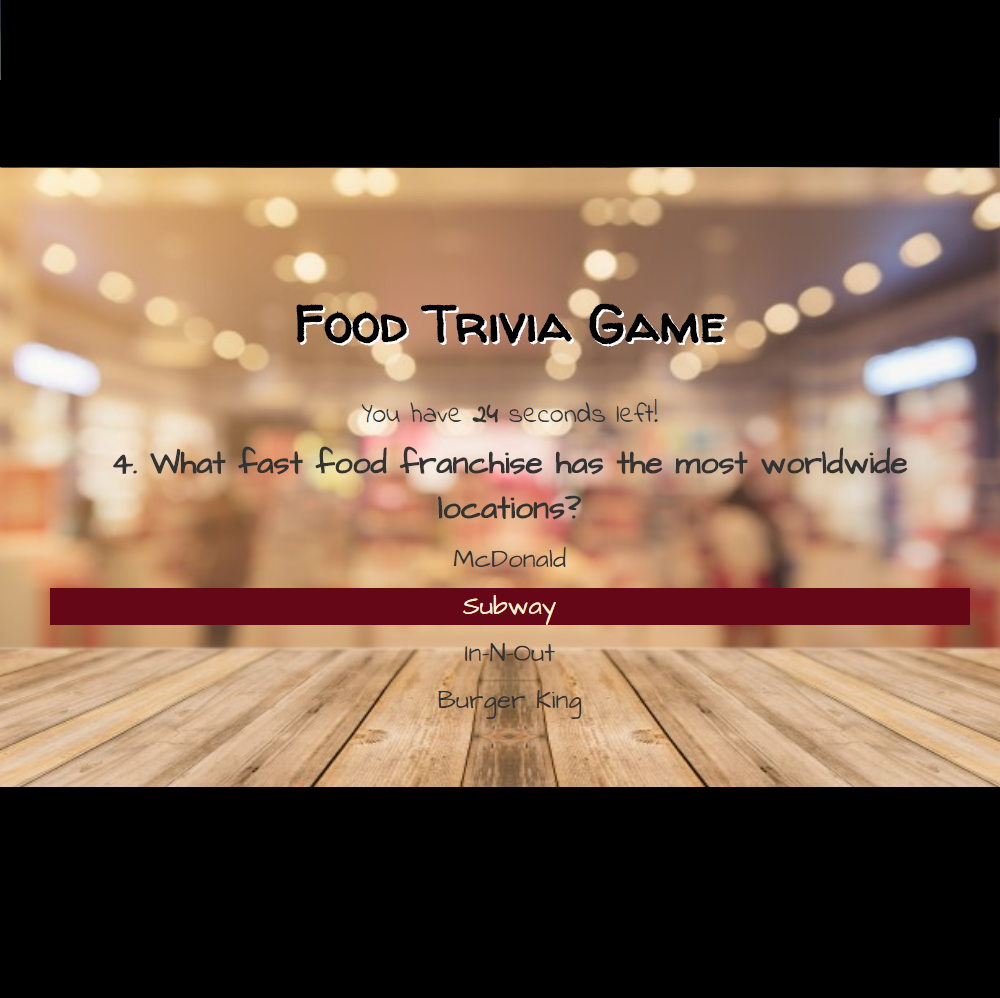 Food Trivia Game
You have 24 seconds left!
4. What fast food franchise has the most worldwide
locations?
McDonald
Subway
In-N-Out
Burger King